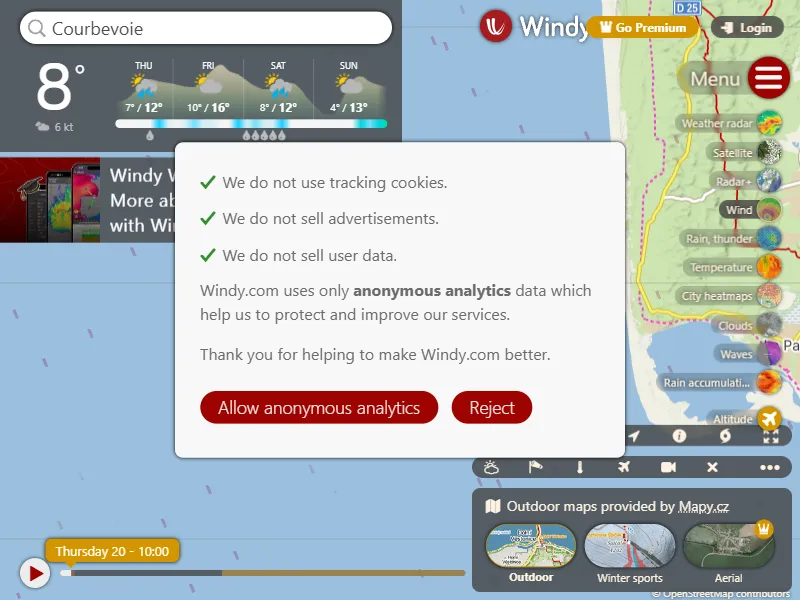 Courbevoie
D 25
Windy
Go Premium
Login
8°
6 kt
THU
FRI
SAT
SUN
7° / 12°
10° / 16°
8° / 12°
4° / 13°
Menu
Weather radar
Satellite
Radar+
Wind
Rain, thunder
Temperature
City heatmaps
Clouds
Waves
Rain accumulati...
Altitude
Windy
More
with
We do not use tracking cookies.
We do not sell advertisements.
We do not sell user data.
Windy.com uses only anonymous analytics data which
help us to protect and improve our services.
Thank you for helping to make Windy.com better.
Allow anonymous analytics
Reject
Outdoor maps provided by Mapy.cz
Outdoor
Winter sports
Aerial
© OpenStreetMap contributors
Thursday 20 - 10:00